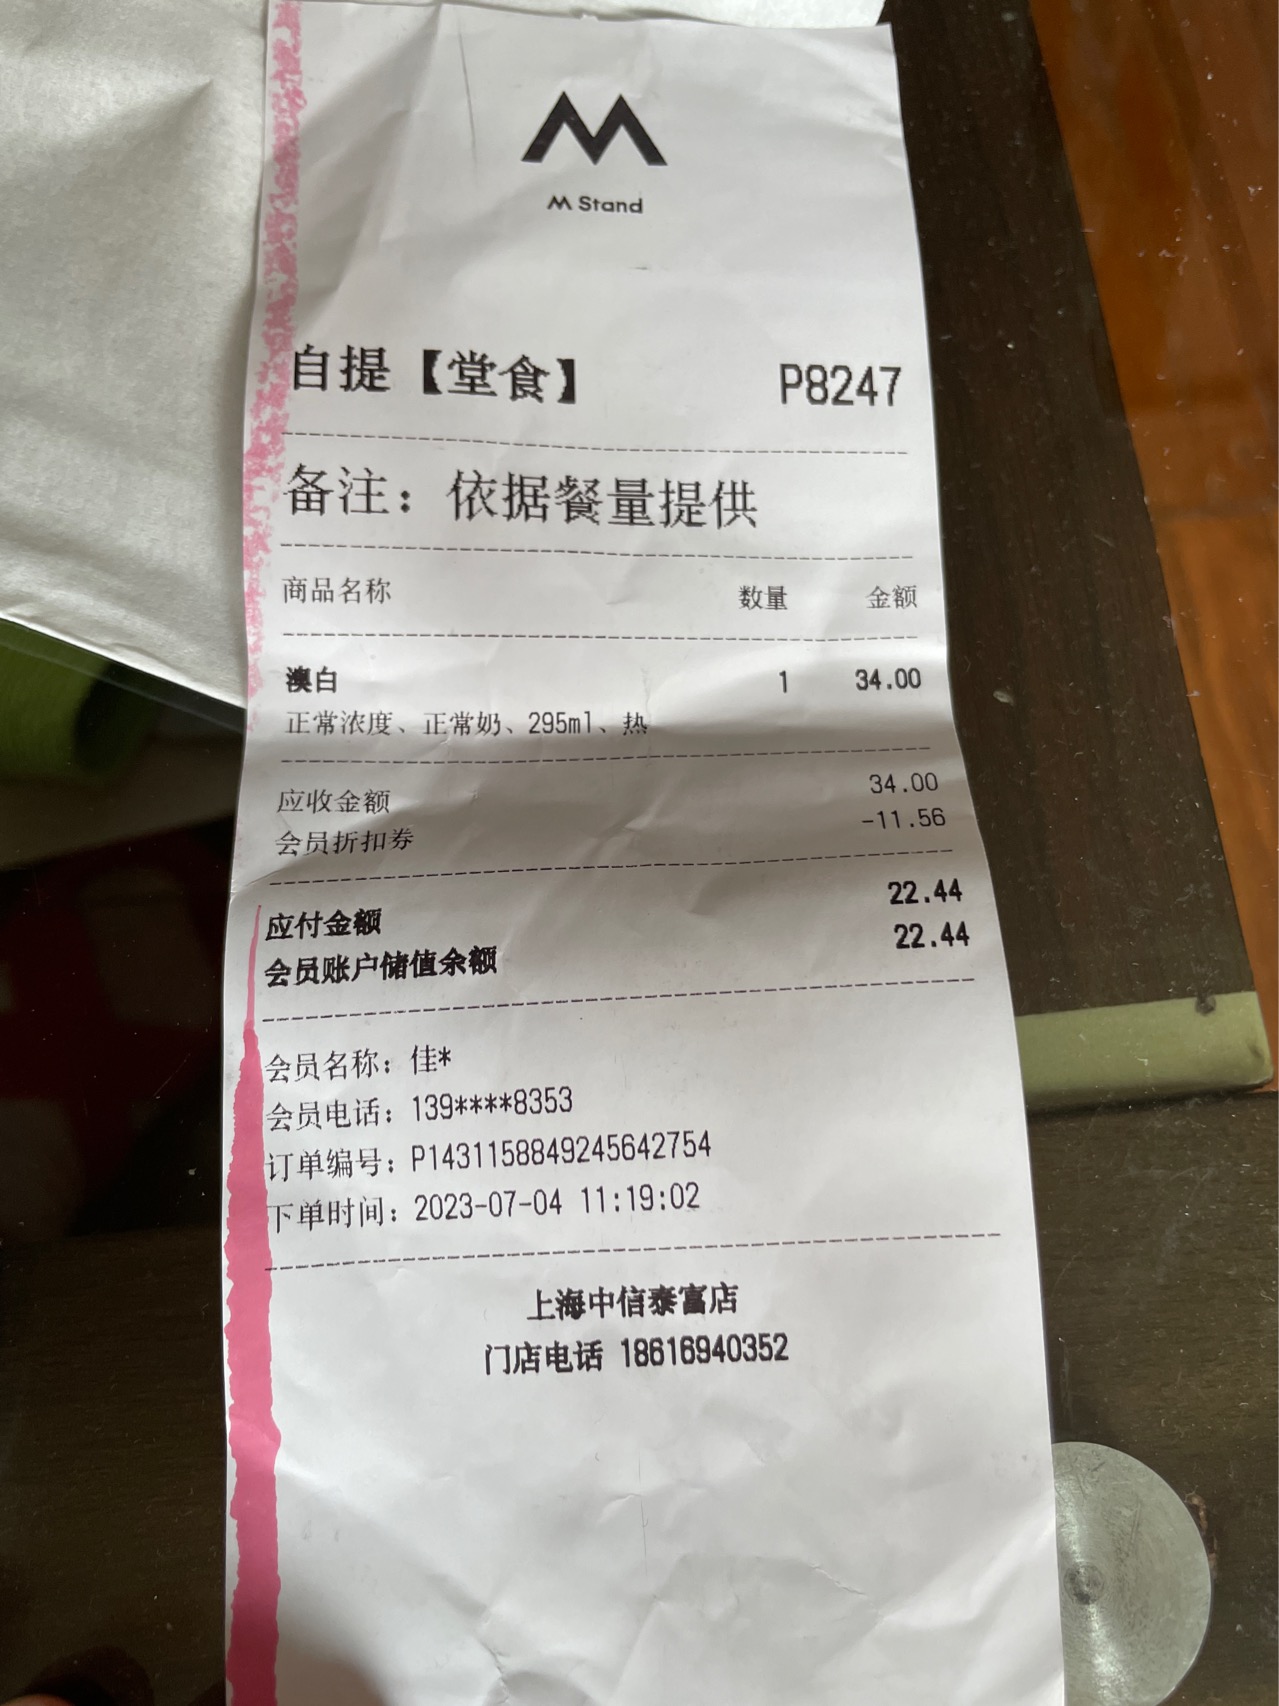 M Stand
自提【堂食】 P8247
备注：依据餐量提供
商品名称 数量 金额
澳白 1 34.00
正常浓度、正常奶、295ml、热
应收金额 34.00
会员折扣券 -11.56
应付金额 22.44
会员账户储值余额 22.44
会员名称：佳*
会员电话：139****8353
订单编号：P1431158849245642754
下单时间：2023-07-04 11:19:02
上海中信泰富店
门店电话 18616940352